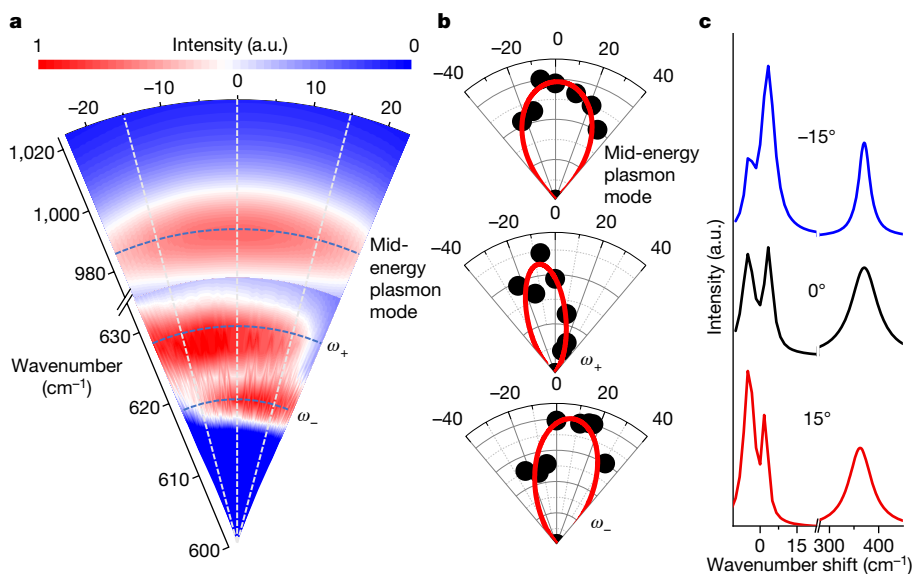 a
Intensity (a.u.)
1
0
−20
−10
0
10
20
1,020
1,000
980
630
620
610
600
Wavenumber
(cm−1)
Mid-
energy
plasmon
mode
ω+
ω−
b
0
−20
20
−40
40
Mid-energy
plasmon
mode
0
−20
20
−40
40
ω+
0
−20
20
−40
40
ω−
c
Intensity (a.u.)
−15°
0°
15°
0
15
300
400
Wavenumber shift (cm−1)